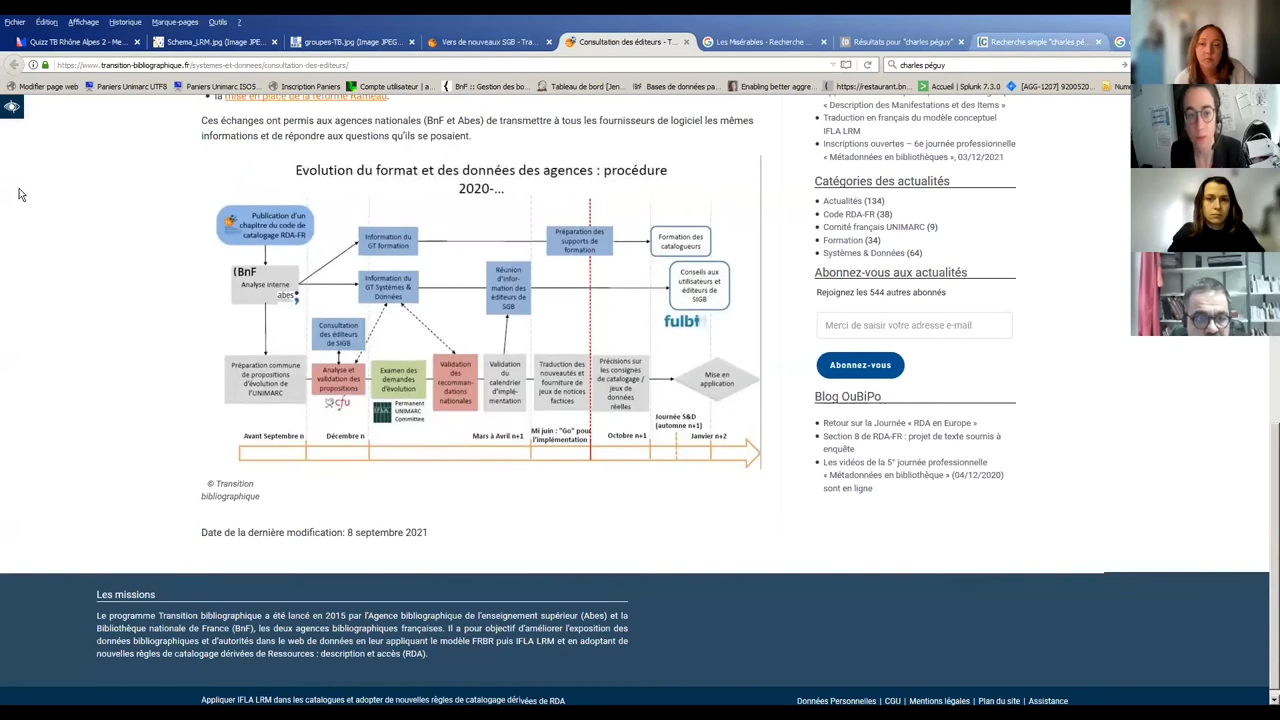 Fichier Édition Affichage Historique Marque-pages Outils ?
Quizz TB Rhône Alpes 2 - Me...
Schema_LRM.jpg (Image JPEG...
groupes-TB.jpg (Image JPEG...
Vers de nouveaux SGB - Tra...
Consultation des éditeurs - T...
Les Misérables - Recherche ...
Résultats pour "charles péguy"
Recherche simple "charles pé...
https://www.transition-bibliographique.fr/systemes-et-donnees/consultation-des-editeurs/
charles péguy
Modifier page web
Paniers Unimarc UTF8
Paniers Unimarc ISO5...
Inscription Paniers
Compte utilisateur | a...
BnF :: Gestion des bo...
Tableau de bord [Jen...
Bases de données pa...
Enabling better aggre...
https://restaurant.bn...
Accueil | Splunk 7.3.0
[AGG-1207] 9200520...
la mise en place de la réforme Rameau.
Ces échanges ont permis aux agences nationales (BnF et Abes) de transmettre à tous les fournisseurs de logiciel les mêmes
informations et de répondre aux questions qu'ils se posaient.
Evolution du format et des données des agences : procédure
2020-...
Publication d'un
chapitre du code de
catalogage RDA-FR
{BnF
Analyse interne
abes
Information du
GT formation
Information du
GT Systèmes &
Données
Réunion
d'infor-
mation des
éditeurs de
SGB
Préparation des
supports de
formation
Formation des
catalogueurs
Conseils aux
utilisateurs et
éditeurs de
SIGB
fulbi
Consultation
des éditeurs
de SIGB
Préparation commune
de propositions
d'évolution de
l'UNIMARC
Analyse et
validation des
propositions
cfu
Examen des
demandes
d'évolution
Permanent
UNIMARC
Committee
Validation
des
recomman-
dations
nationales
Validation
du
calendrier
d'implé-
mentation
Traduction des
nouveautés et
fourniture de
jeux de notices
factices
Précisions sur
les consignes
de catalogage /
jeux de
données
réelles
Mise en
application
Avant Septembre n
Décembre n
Mars à Avril n+1
Mi juin : "Go" pour
l'implémentation
Octobre n+1
Journée S&D
(automne n+1)
Janvier n+2
© Transition
bibliographique
Date de la dernière modification: 8 septembre 2021
« Description des Manifestations et des Items »
Traduction en français du modèle conceptuel
IFLA LRM
Inscriptions ouvertes – 6e journée professionnelle
« Métadonnées en bibliothèques », 03/12/2021
Catégories des actualités
Actualités (134)
Code RDA-FR (38)
Comité français UNIMARC (9)
Formation (34)
Systèmes & Données (64)
Abonnez-vous aux actualités
Rejoignez les 544 autres abonnés
Merci de saisir votre adresse e-mail
Abonnez-vous
Blog OuBiPo
Retour sur la Journée « RDA en Europe »
Section 8 de RDA-FR : projet de texte soumis à
enquête
Les vidéos de la 5° journée professionnelle
« Métadonnées en bibliothèque » (04/12/2020)
sont en ligne
Les missions
Le programme Transition bibliographique a été lancé en 2015 par l'Agence bibliographique de l'enseignement supérieur (Abes) et la
Bibliothèque nationale de France (BnF), les deux agences bibliographiques françaises. Il a pour objectif d'améliorer l'exposition des
données bibliographiques et d'autorités dans le web de données en leur appliquant le modèle FRBR puis IFLA LRM et en adoptant de
nouvelles règles de catalogage dérivées de Ressources : description et accès (RDA).
Appliquer IFLA LRM dans les catalogues et adopter de nouvelles règles de catalogage dérivées de RDA
Données Personnelles | CGU | Mentions légales | Plan du site | Assistance